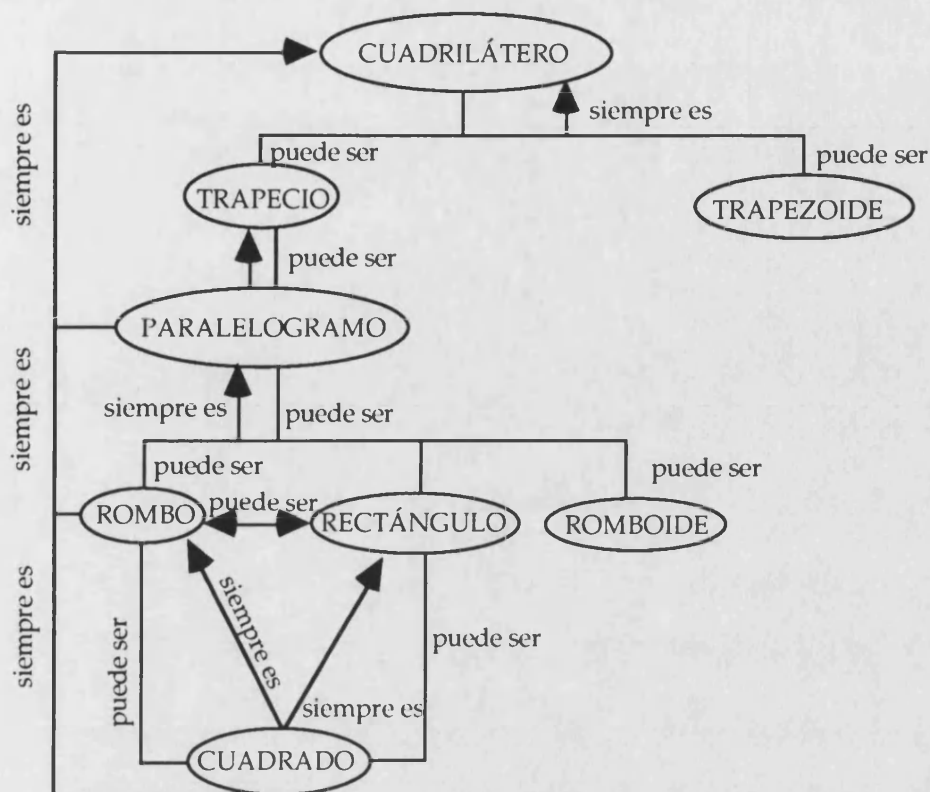 CUADRILÁTERO
siempre es
siempre es
puede ser
puede ser
TRAPECIO
TRAPEZOIDE
puede ser
PARALELOGRAMO
siempre es
siempre es
puede ser
puede ser
puede ser
ROMBO
puede ser
RECTÁNGULO
ROMBOIDE
siempre es
puede ser
siempre es
puede ser
siempre es
CUADRADO